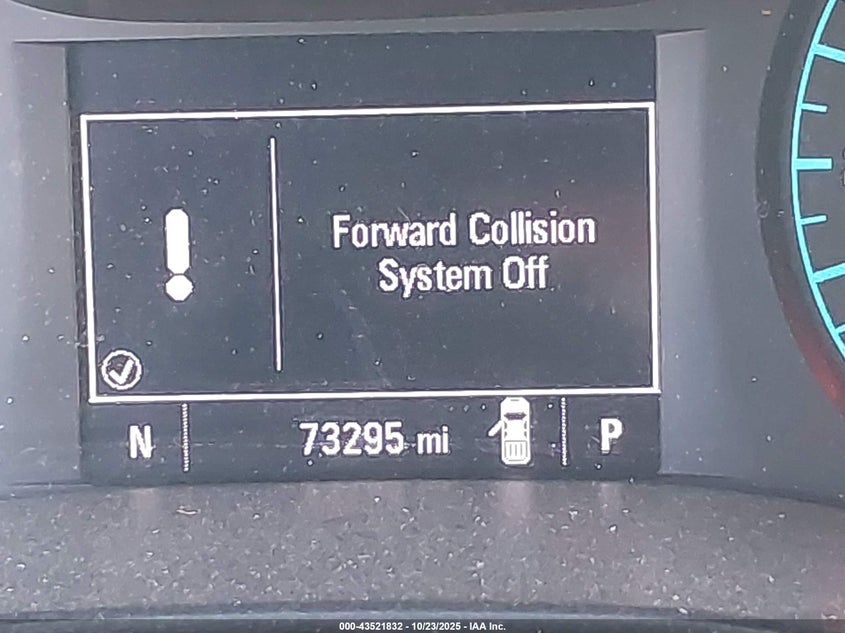 Forward Collision
System Off
N 73295 mi P
000-43521832 - 10/23/2025 - IAA Inc.